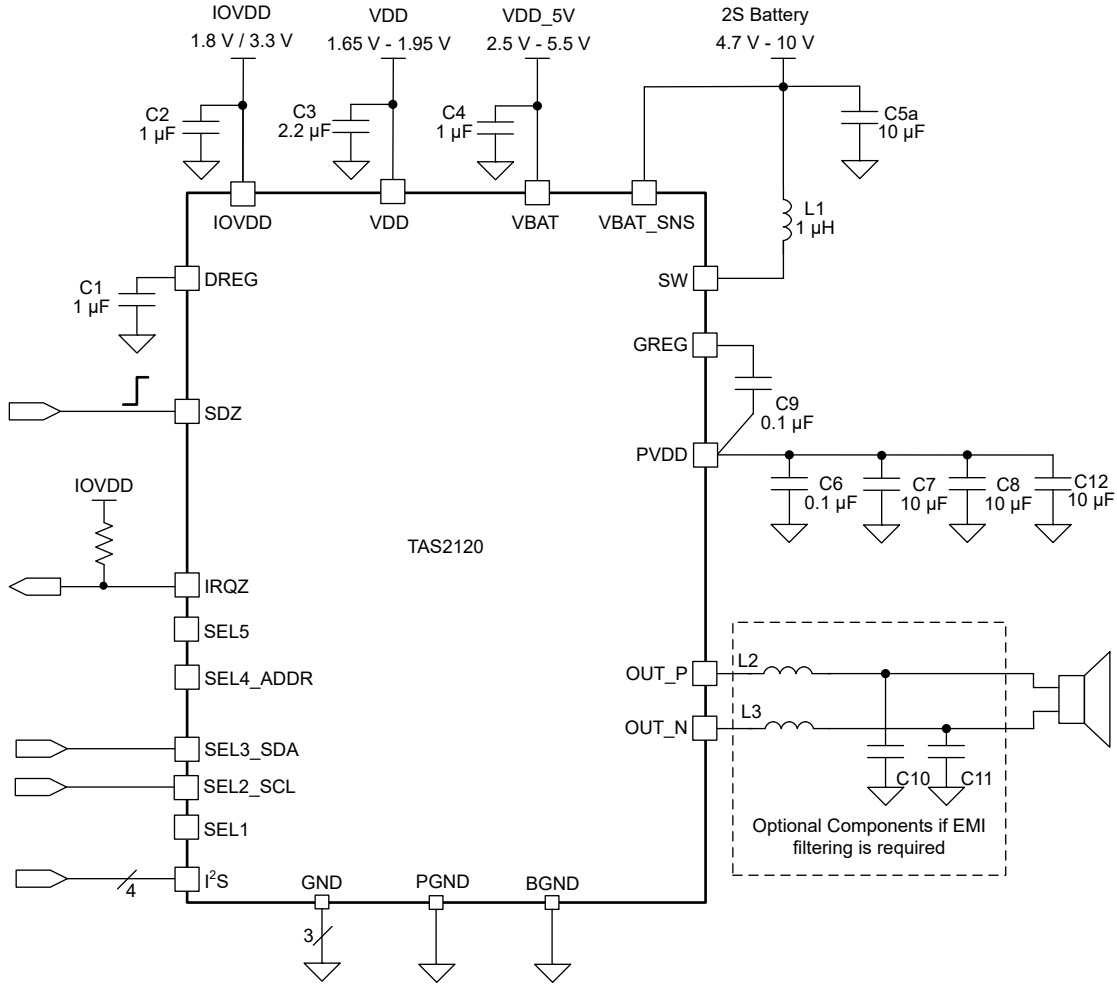 IOVDD
1.8 V / 3.3 V
VDD
1.65 V - 1.95 V
VDD_5V
2.5 V - 5.5 V
2S Battery
4.7 V - 10 V
C2
1 µF
C3
2.2 µF
C4
1 µF
C5a
10 µF
IOVDD
VDD
VBAT
VBAT_SNS
L1
1 µH
DREG
SW
C1
1 µF
GREG
C9
0.1 µF
SDZ
PVDD
C6
0.1 µF
C7
10 µF
C8
10 µF
C12
10 µF
IOVDD
TAS2120
IRQZ
SEL5
SEL4_ADDR
OUT_P
L2
OUT_N
L3
SEL3_SDA
SEL2_SCL
C10
C11
SEL1
Optional Components if EMI
filtering is required
I²S
4
GND
PGND
BGND
3